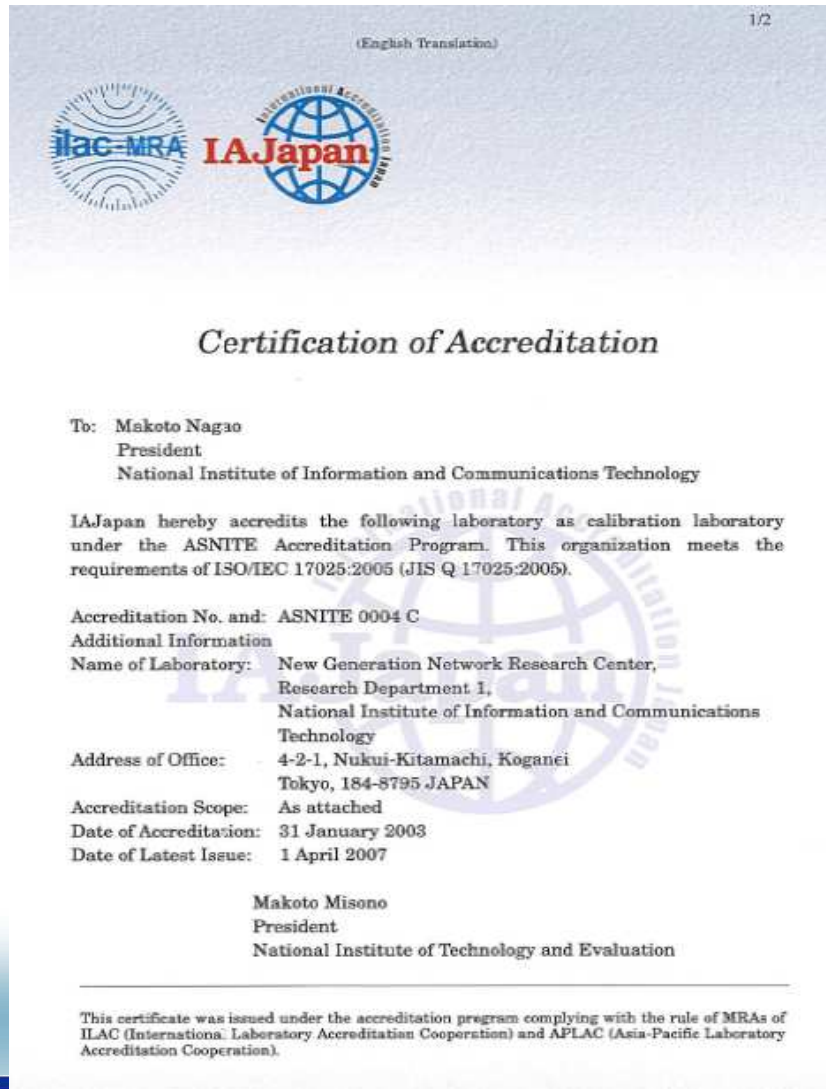 1/2
(English Translation)
ilac-MRA
International Accreditation Japan
IAJapan
Certification of Accreditation
To: Makoto Nagao
President
National Institute of Information and Communications Technology
IAJapan hereby accredits the following laboratory as calibration laboratory
under the ASNITE Accreditation Program. This organization meets the
requirements of ISO/IEC 17025:2005 (JIS Q 17025:2005).
Accreditation No. and: ASNITE 0004 C
Additional Information
Name of Laboratory: New Generation Network Research Center,
Research Department 1,
National Institute of Information and Communications
Technology
Address of Office: 4-2-1, Nukui-Kitamachi, Koganei
Tokyo, 184-8795 JAPAN
Accreditation Scope: As attached
Date of Accreditation: 31 January 2003
Date of Latest Issue: 1 April 2007
Makoto Misono
President
National Institute of Technology and Evaluation
This certificate was issued under the accreditation program complying with the rule of MRAs of
ILAC (International Laboratory Accreditation Cooperation) and APLAC (Asia-Pacific Laboratory
Accreditation Cooperation).
International Accreditation Japan
IAJapan